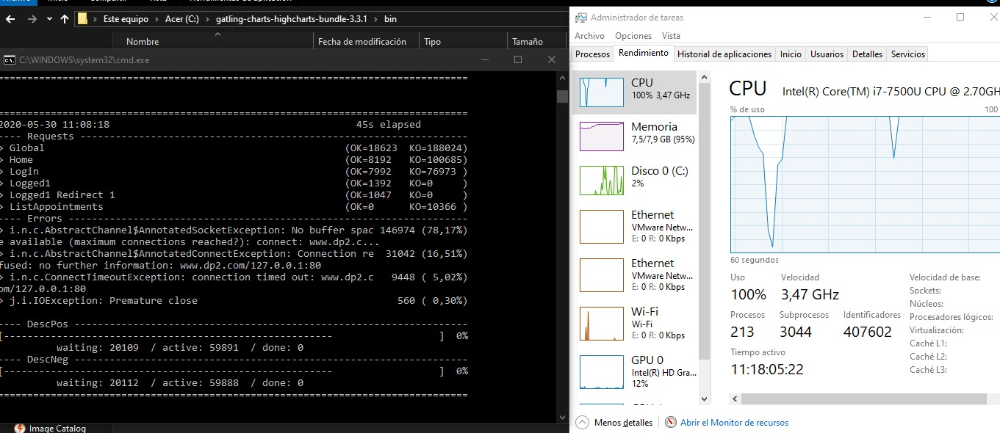 Archivo Inicio Compartir Vista Herramientas de aplicación
Este equipo > Acer (C:) > gatling-charts-highcharts-bundle-3.3.1 > bin
Nombre Fecha de modificación Tipo Tamaño
C:\WINDOWS\system32\cmd.exe
================================================================================
================================================================================
2020-05-30 11:08:18 45s elapsed
---- Requests ------------------------------------------------------------------
> Global (OK=18623 KO=188024)
> Home (OK=8192 KO=100685)
> Login (OK=7992 KO=76973 )
> Logged1 (OK=1392 KO=0 )
> Logged1 Redirect 1 (OK=1047 KO=0 )
> ListAppointments (OK=0 KO=10366 )
---- Errors --------------------------------------------------------------------
> i.n.c.AbstractChannel$AnnotatedSocketException: No buffer spac 146974 (78,17%)
e available (maximum connections reached?): connect: www.dp2.c...
> i.n.c.AbstractChannel$AnnotatedConnectException: Connection re 31042 (16,51%)
fused: no further information: www.dp2.com/127.0.0.1:80
> i.n.c.ConnectTimeoutException: connection timed out: www.dp2.c 9448 ( 5,02%)
om/127.0.0.1:80
> j.i.IOException: Premature close 560 ( 0,30%)
---- DescPos -------------------------------------------------------------------
[--------------------------------------------------------- ] 0%
waiting: 20109 / active: 59891 / done: 0
---- DescNeg -------------------------------------------------------------------
[--------------------------------------------------------- ] 0%
waiting: 20112 / active: 59888 / done: 0
================================================================================
Image Catalog
Administrador de tareas
Archivo Opciones Vista
Procesos Rendimiento Historial de aplicaciones Inicio Usuarios Detalles Servicios
CPU
100% 3,47 GHz
Memoria
7,5/7,9 GB (95%)
Disco 0 (C:)
2%
Ethernet
VMware Netw...
E: 0 R: 0 Kbps
Ethernet
VMware Netw...
E: 0 R: 0 Kbps
Wi-Fi
Wi-Fi
E: 0 R: 0 Kbps
GPU 0
Intel(R) HD Gra...
12%
CPU Intel(R) Core(TM) i7-7500U CPU @ 2.70GH
% de uso 100
60 segundos
Uso Velocidad
100% 3,47 GHz
Procesos Subprocesos Identificadores
213 3044 407602
Tiempo activo
11:18:05:22
Velocidad de base:
Sockets:
Núcleos:
Procesadores lógicos:
Virtualización:
Caché L1:
Caché L2:
Caché L3:
Menos detalles Abrir el Monitor de recursos